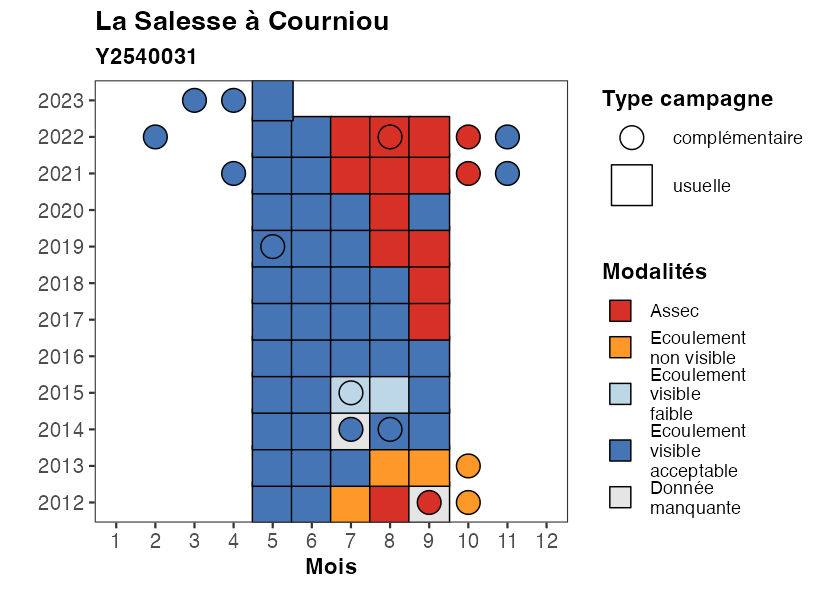 La Salesse à Courniou
Y2540031
2023
2022
2021
2020
2019
2018
2017
2016
2015
2014
2013
2012
1 2 3 4 5 6 7 8 9 10 11 12
Mois
Type campagne
complémentaire
usuelle
Modalités
Assec
Ecoulement
non visible
Ecoulement
visible
faible
Ecoulement
visible
acceptable
Donnée
manquante